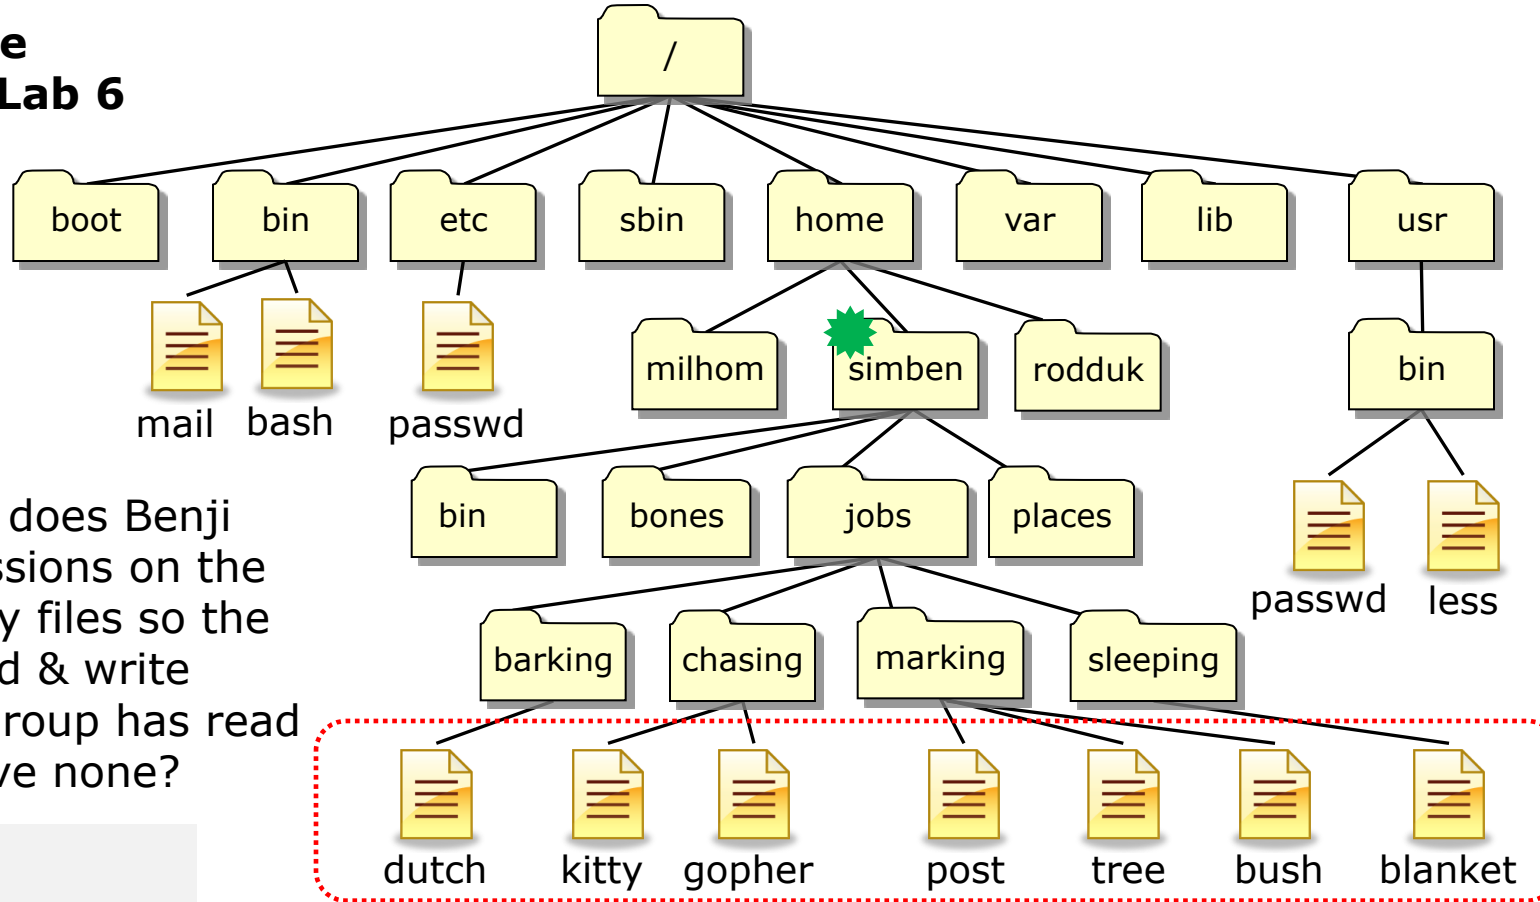 e
Lab 6
/
boot bin etc sbin home var lib usr
mail bash passwd
milhom simben rodduk bin
bin bones jobs places
passwd less
does Benji
ssions on the
y files so the
d & write
roup has read
ve none?
barking chasing marking sleeping
dutch kitty gopher post tree bush blanket